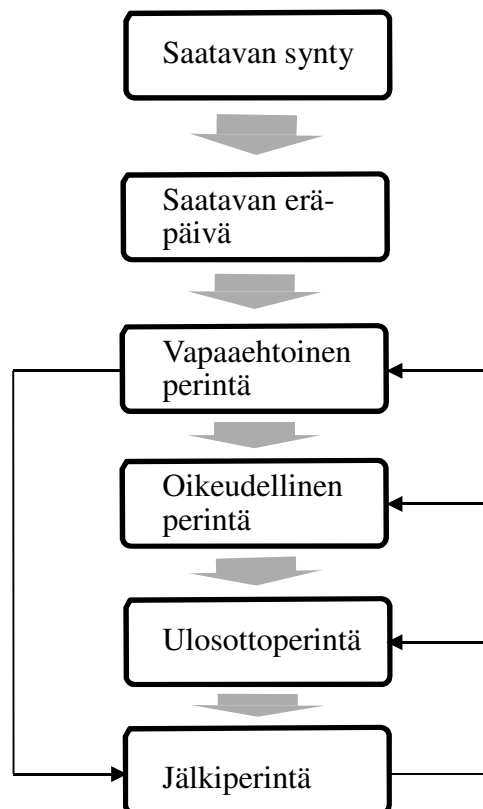 Saatavan synty
Saatavan erä-
päivä
Vapaaehtoinen
perintä
Oikeudellinen
perintä
Ulosottoperintä
Jälkiperintä